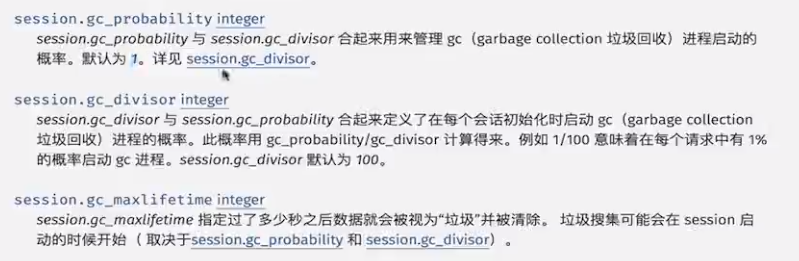 session.gc_probability integer
session.gc_probability 与 session.gc_divisor 合起来用来管理 gc（garbage collection 垃圾回收）进程启动的
概率。默认为 1。详见 session.gc_divisor。
session.gc_divisor integer
session.gc_divisor 与 session.gc_probability 合起来定义了在每个会话初始化时启动 gc（garbage collection
垃圾回收）进程的概率。此概率用 gc_probability/gc_divisor 计算得来。例如 1/100 意味着在每个请求中有 1%
的概率启动 gc 进程。session.gc_divisor 默认为 100。
session.gc_maxlifetime integer
session.gc_maxlifetime 指定过了多少秒之后数据就会被视为“垃圾”并被清除。 垃圾搜集可能会在 session 启
动的时候开始（ 取决于session.gc_probability 和 session.gc_divisor）。